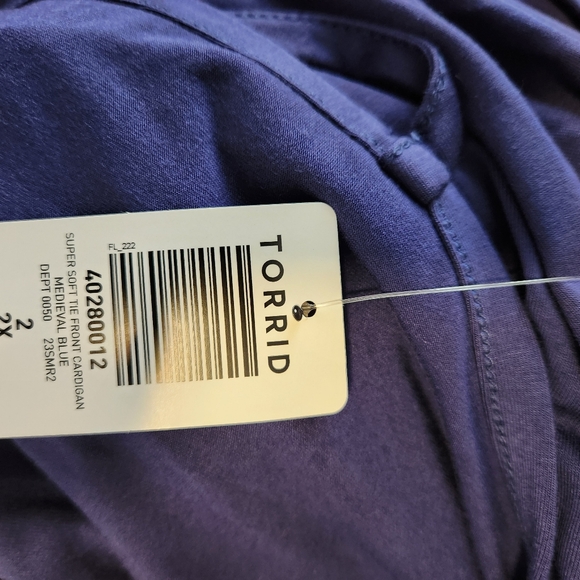 TORRID
FL_222
40280012
SUPER SOFT TIE FRONT CARDIGAN
MEDIEVAL BLUE
DEPT 0050 23SMR2
2
2X